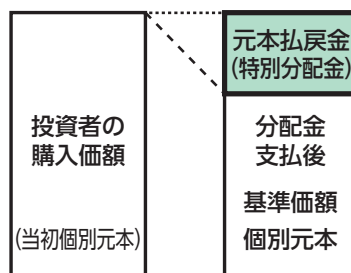 投資者の
購入価額
(当初個別元本)
元本払戻金
(特別分配金)
分配金
支払後
基準価額
個別元本